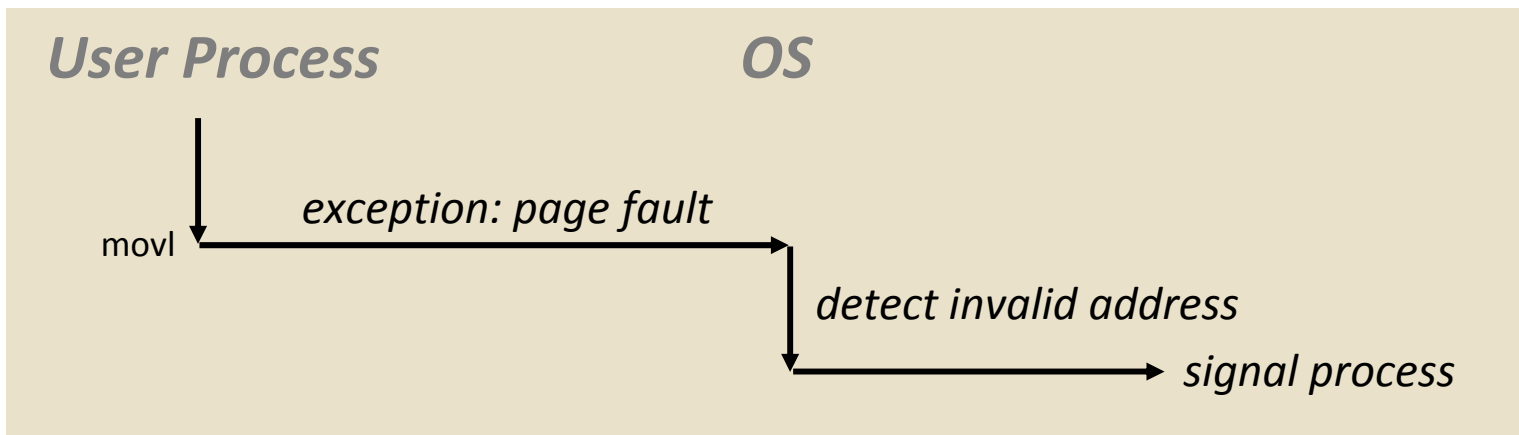 User Process OS
exception: page fault
movl
detect invalid address
signal process